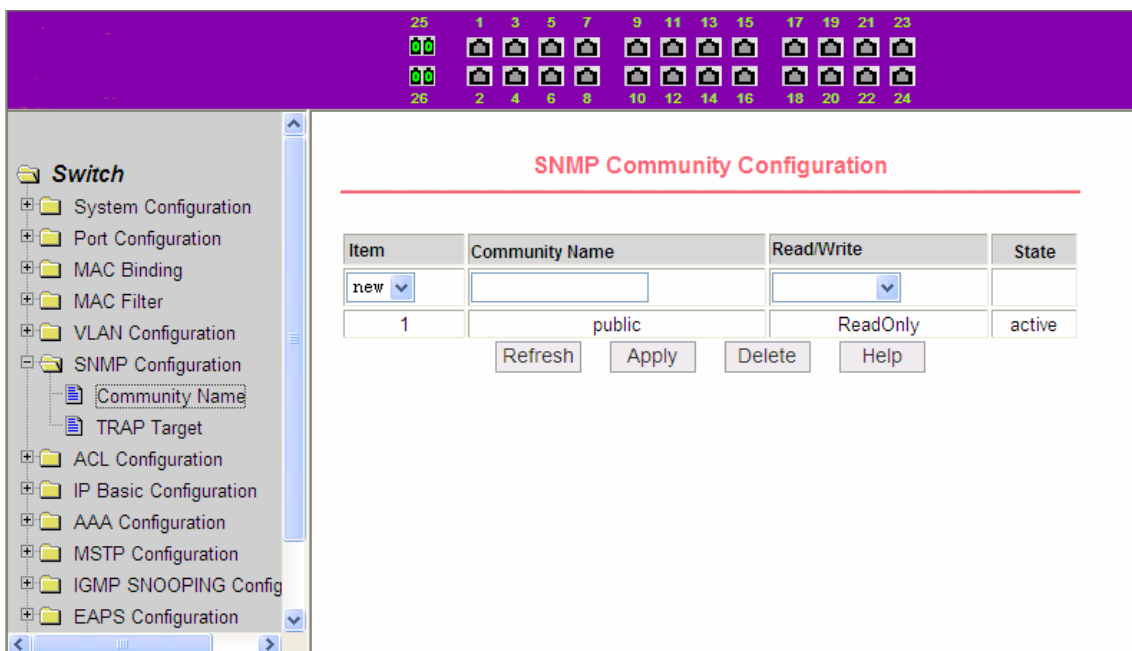 25 1 3 5 7 9 11 13 15 17 19 21 23
26 2 4 6 8 10 12 14 16 18 20 22 24
Switch
System Configuration
Port Configuration
MAC Binding
MAC Filter
VLAN Configuration
SNMP Configuration
Community Name
TRAP Target
ACL Configuration
IP Basic Configuration
AAA Configuration
MSTP Configuration
IGMP SNOOPING Config
EAPS Configuration
SNMP Community Configuration
Item Community Name Read/Write State
new
1 public ReadOnly active
Refresh Apply Delete Help